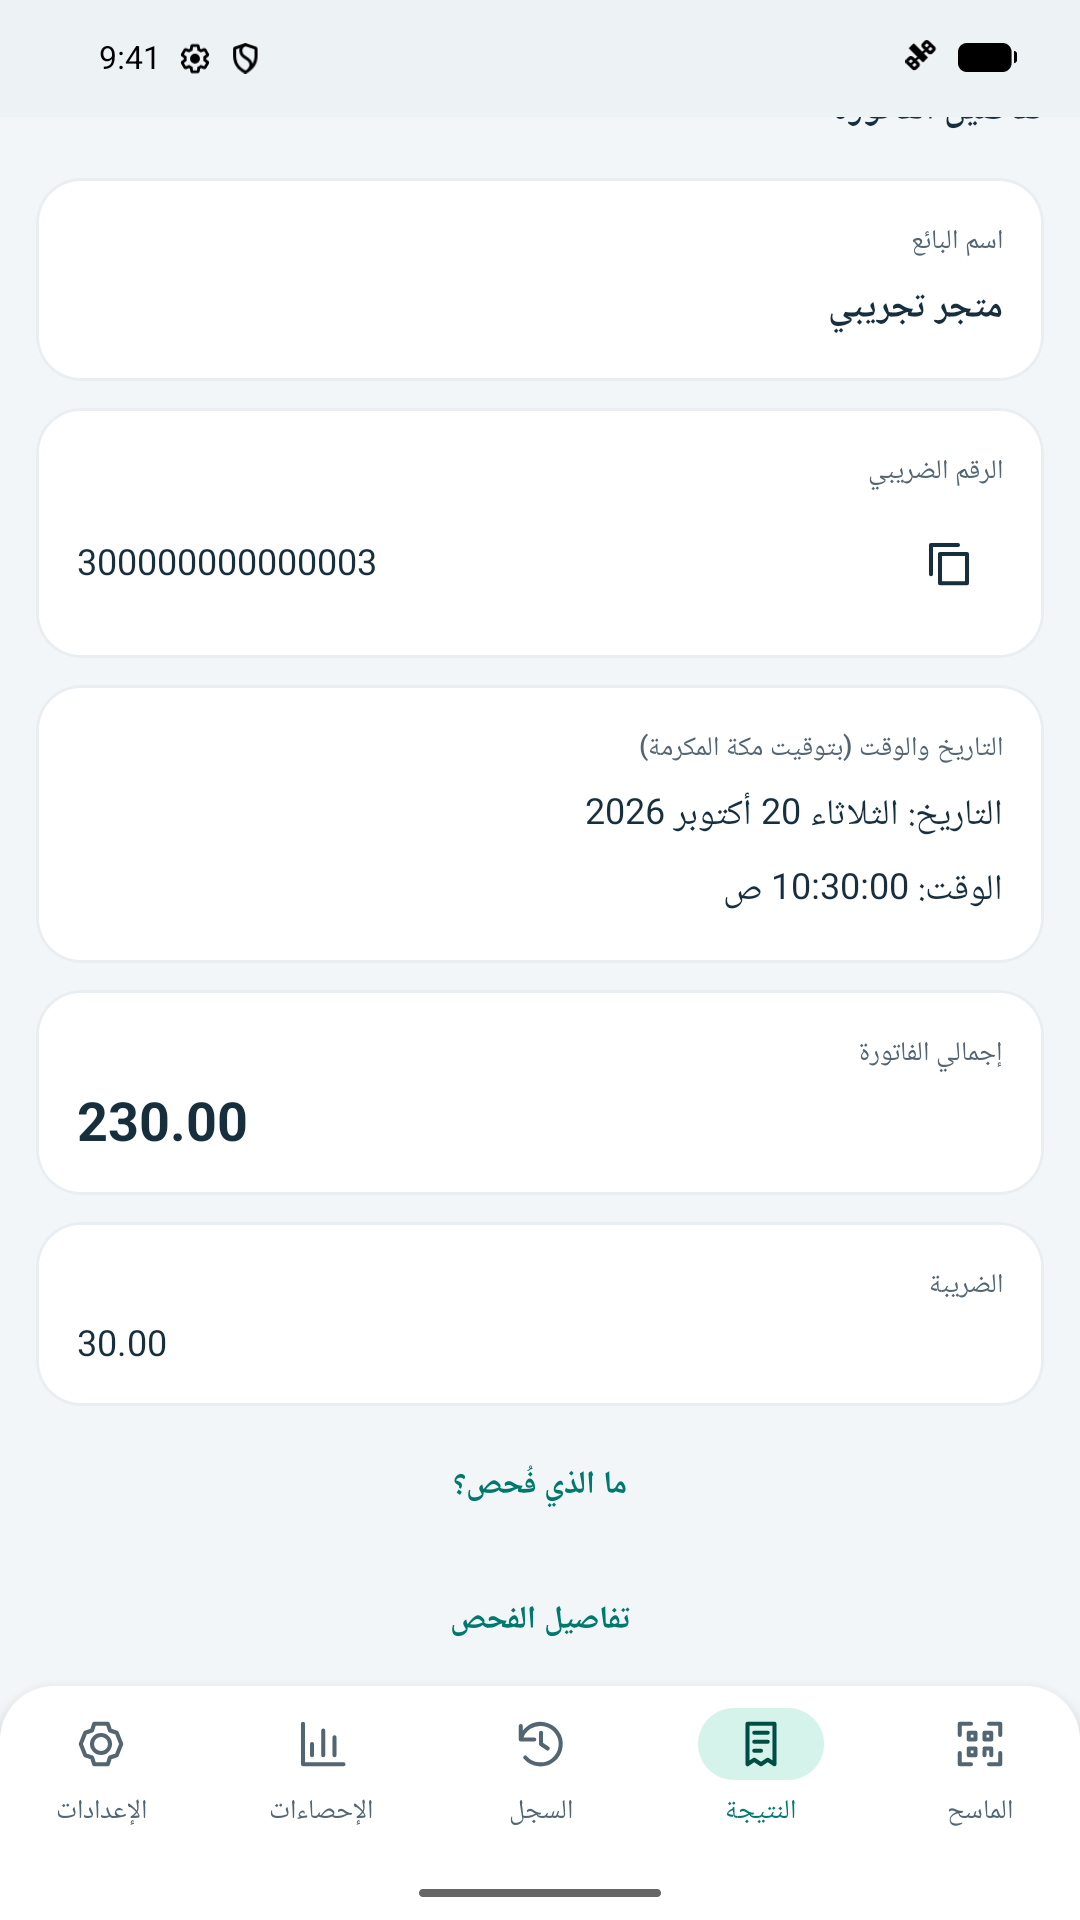 9:41
اسم البائع
متجر تجريبي
الرقم الضريبي
300000000000003
التاريخ والوقت (بتوقيت مكة المكرمة)
التاريخ: الثلاثاء 20 أكتوبر 2026
الوقت: 10:30:00 ص
إجمالي الفاتورة
230.00
الضريبة
30.00
ما الذي فُحص؟
تفاصيل الفحص
الماسح
النتيجة
السجل
الإحصاءات
الإعدادات